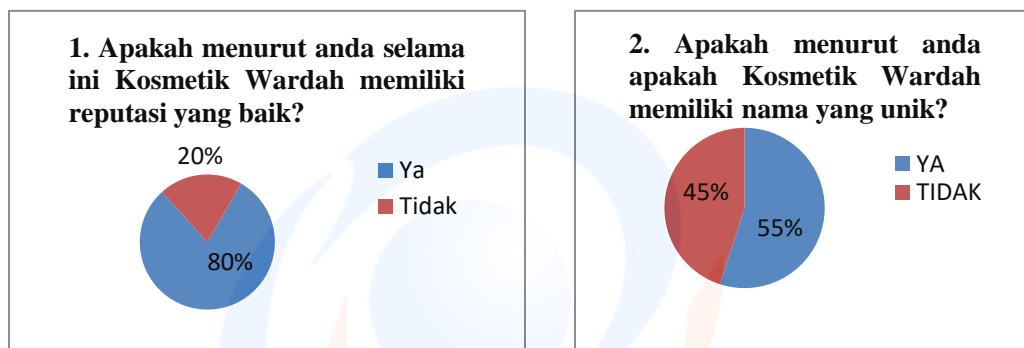 1. Apakah menurut anda selama
ini Kosmetik Wardah memiliki
reputasi yang baik?
20%
80%
Ya
Tidak
2. Apakah menurut anda
apakah Kosmetik Wardah
memiliki nama yang unik?
45%
55%
YA
TIDAK